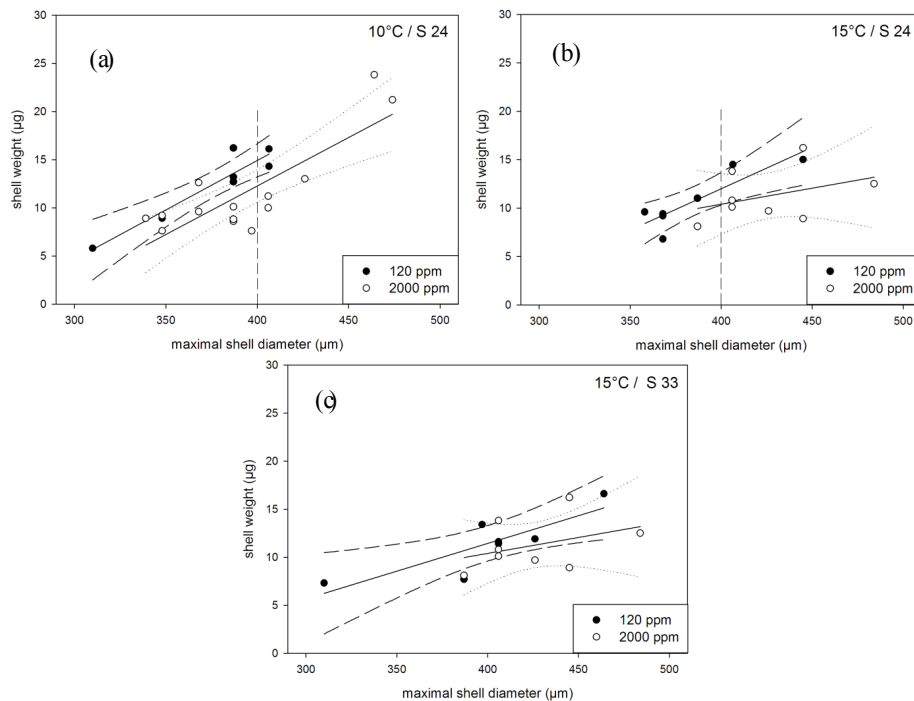 30
25
20
15
10
5
0
shell weight (µg)
(a)
10°C / S 24
120 ppm
2000 ppm
300 350 400 450 500
maximal shell diameter (µm)
30
25
20
15
10
5
0
shell weight (µg)
(b)
15°C / S 24
120 ppm
2000 ppm
300 350 400 450 500
maximal shell diameter (µm)
30
25
20
15
10
5
0
shell weight (µg)
(c)
15°C / S 33
120 ppm
2000 ppm
300 350 400 450 500
maximal shell diameter (µm)